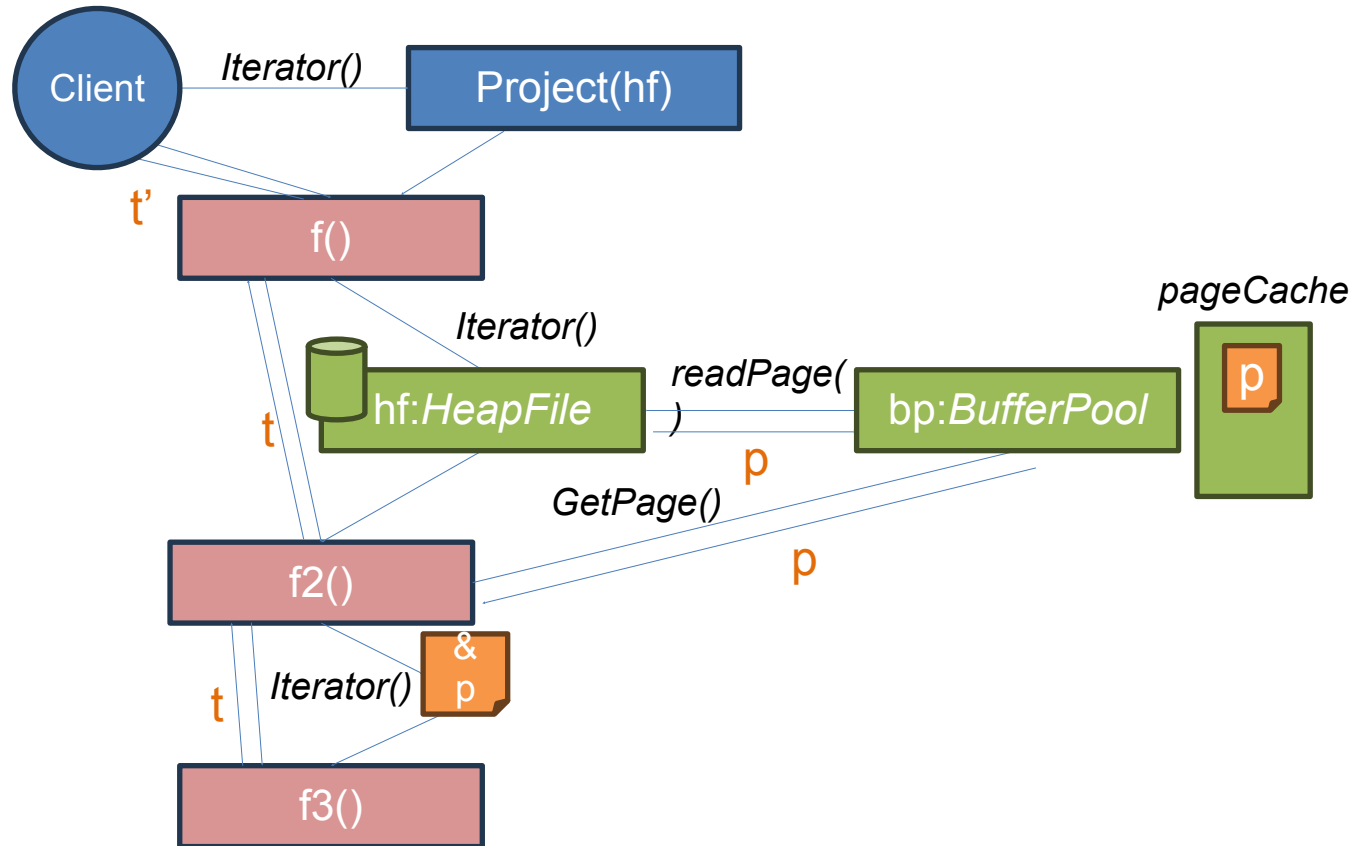 Client
Iterator()
Project(hf)
t’
f()
pageCache
Iterator()
p
readPage(
)
hf:HeapFile
bp:BufferPool
t
p
GetPage()
p
f2()
&
p
Iterator()
t
f3()